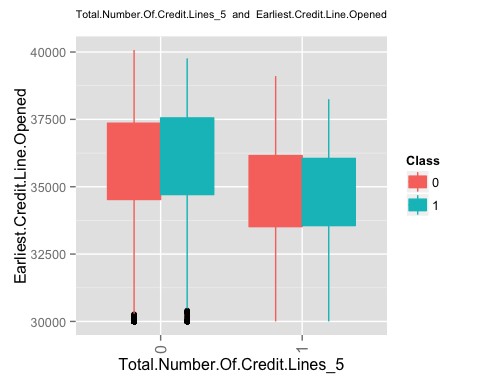 Total.Number.Of.Credit.Lines_5 and Earliest.Credit.Line.Opened
40000
37500
35000
32500
30000
Earliest.Credit.Line.Opened
0
1
Total.Number.Of.Credit.Lines_5
Class
0
1